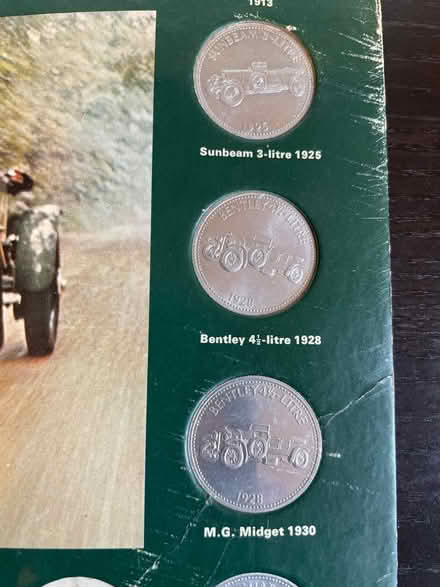 1913
SUNBEAM 3-LITRE
1925
Sunbeam 3-litre 1925
BENTLEY 4½-LITRE
1928
Bentley 4½-litre 1928
BENTLEY 4½-LITRE
1928
M.G. Midget 1930